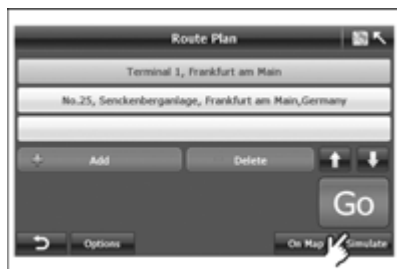 Route Plan
Terminal 1, Frankfurt am Main
No.25, Senckenberganlage, Frankfurt am Main,Germany
Add Delete
Go
Options On Map Simulate